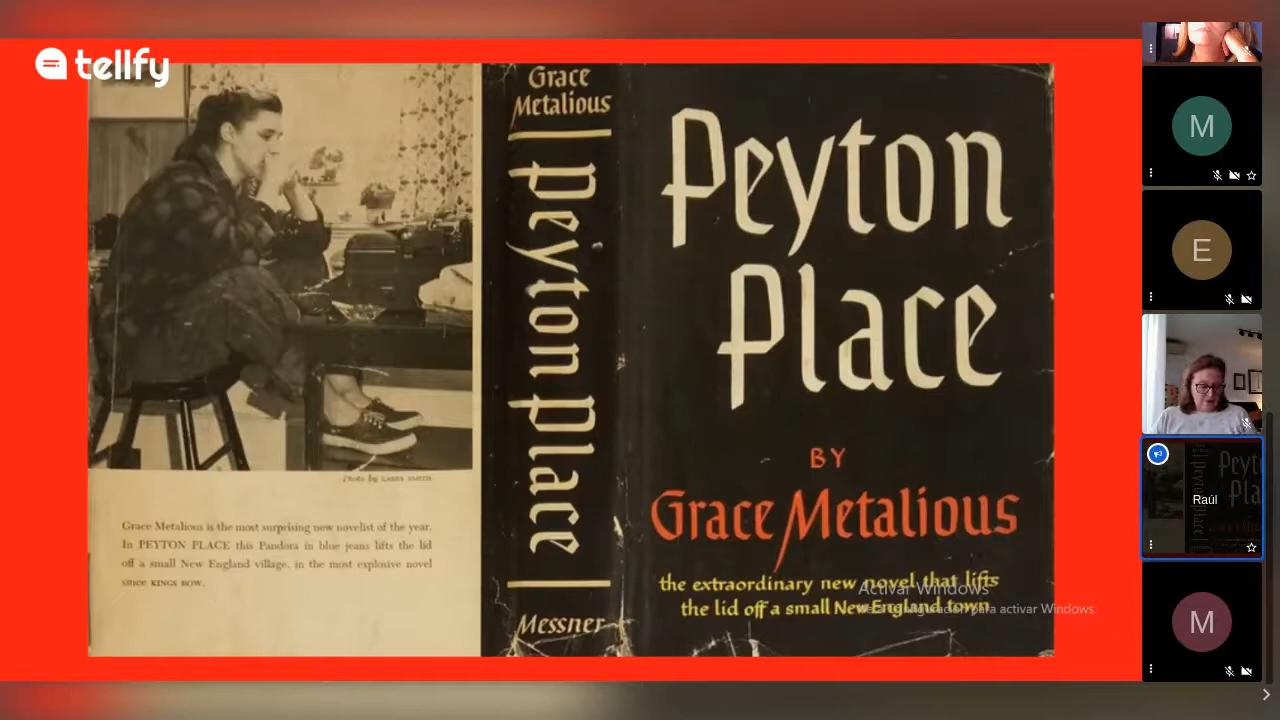 tellfy
Grace
Metalious
Peyton Place
Messner
Peyton
Place
BY
Grace Metalious
the extraordinary new novel that lifts
the lid off a small New England town
Photo by LARRY SMITH
Grace Metalious is the most surprising new novelist of the year.
In PEYTON PLACE this Pandora in blue jeans lifts the lid
off a small New England village, in the most explosive novel
since KINGS ROW.
Activar Windows
para activar Windows.
M
E
Raúl
M